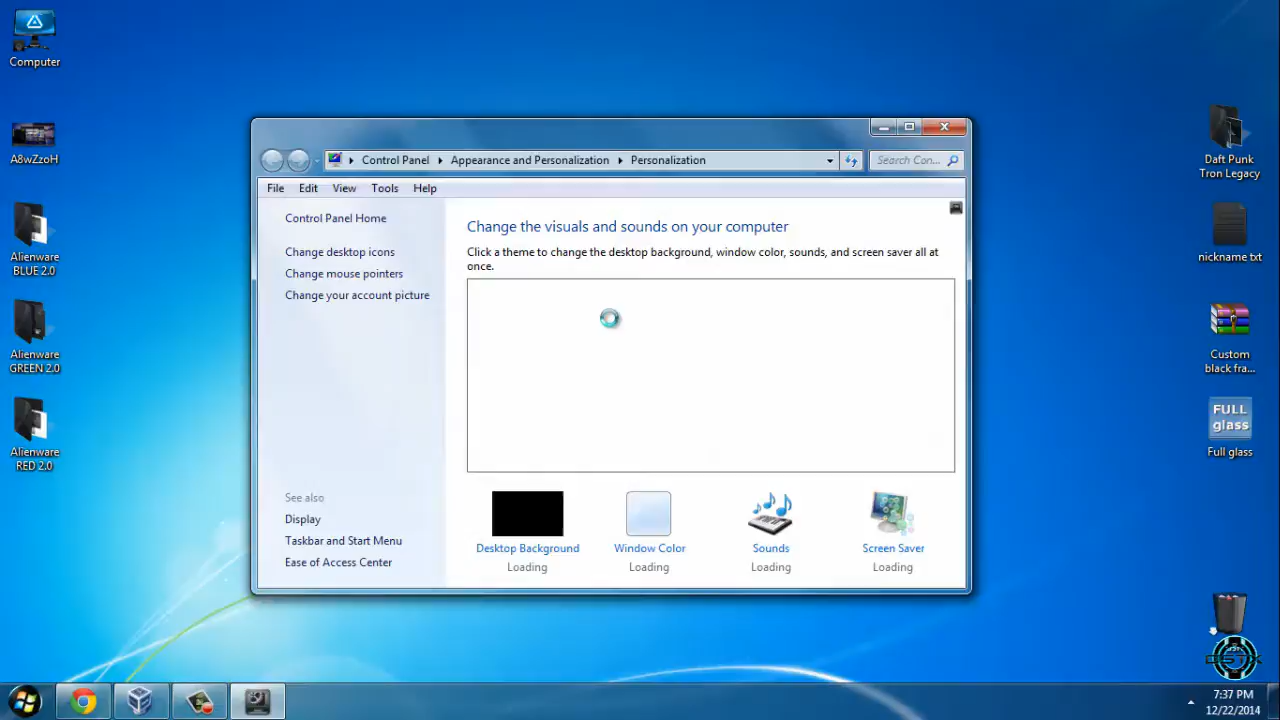 Computer
A8wZzoH
Alienware
BLUE 2.0
Alienware
GREEN 2.0
Alienware
RED 2.0
Control Panel
Appearance and Personalization
Personalization
Search Con...
File
Edit
View
Tools
Help
Control Panel Home
Change desktop icons
Change mouse pointers
Change your account picture
See also
Display
Taskbar and Start Menu
Ease of Access Center
Change the visuals and sounds on your computer
Click a theme to change the desktop background, window color, sounds, and screen saver all at
once.
Desktop Background
Loading
Window Color
Loading
Sounds
Loading
Screen Saver
Loading
Daft Punk
Tron Legacy
nickname txt
Custom
black fra...
FULL
glass
Full glass
7:37 PM
12/22/2014